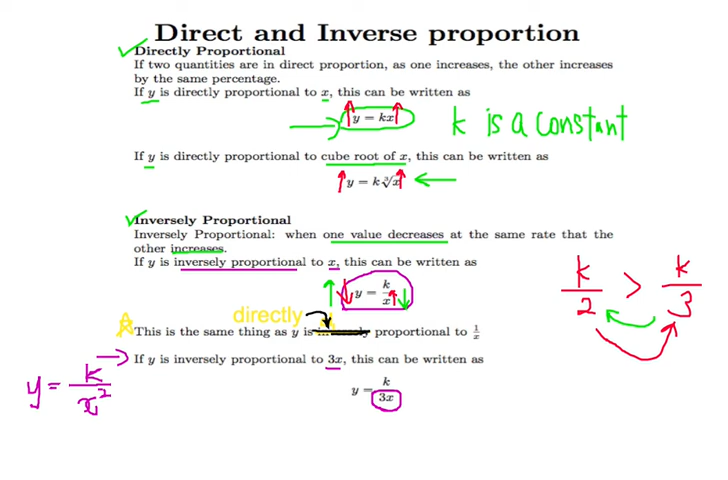 Direct and Inverse proportion
Directly Proportional
If two quantities are in direct proportion, as one increases, the other increases
by the same percentage.
If y is directly proportional to x, this can be written as
y = kx
k is a constant
If y is directly proportional to cube root of x, this can be written as
y = k∛x
Inversely Proportional
Inversely Proportional: when one value decreases at the same rate that the
other increases.
If y is inversely proportional to x, this can be written as
y = k/x
k/2 > k/3
directly
This is the same thing as y is inversely proportional to 1/x
If y is inversely proportional to 3x, this can be written as
y = k/x²
y = k/3x